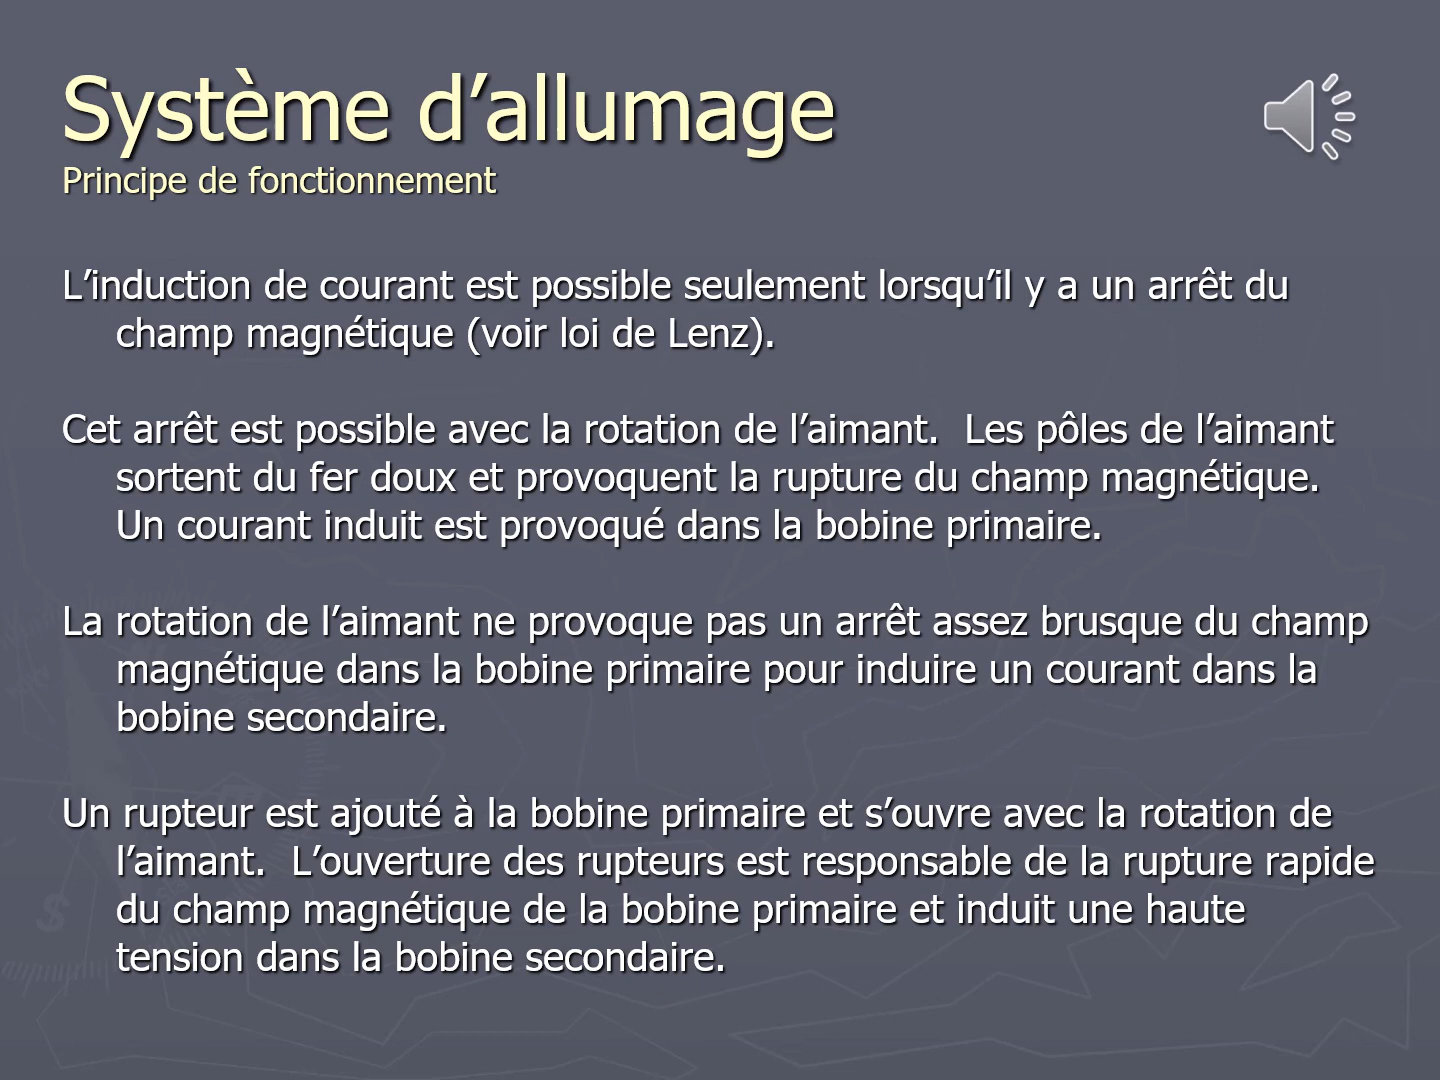 Système d’allumage
Principe de fonctionnement
L’induction de courant est possible seulement lorsqu’il y a un arrêt du
champ magnétique (voir loi de Lenz).
Cet arrêt est possible avec la rotation de l’aimant.  Les pôles de l’aimant
sortent du fer doux et provoquent la rupture du champ magnétique.
Un courant induit est provoqué dans la bobine primaire.
La rotation de l’aimant ne provoque pas un arrêt assez brusque du champ
magnétique dans la bobine primaire pour induire un courant dans la
bobine secondaire.
Un rupteur est ajouté à la bobine primaire et s’ouvre avec la rotation de
l’aimant.  L’ouverture des rupteurs est responsable de la rupture rapide
du champ magnétique de la bobine primaire et induit une haute
tension dans la bobine secondaire.